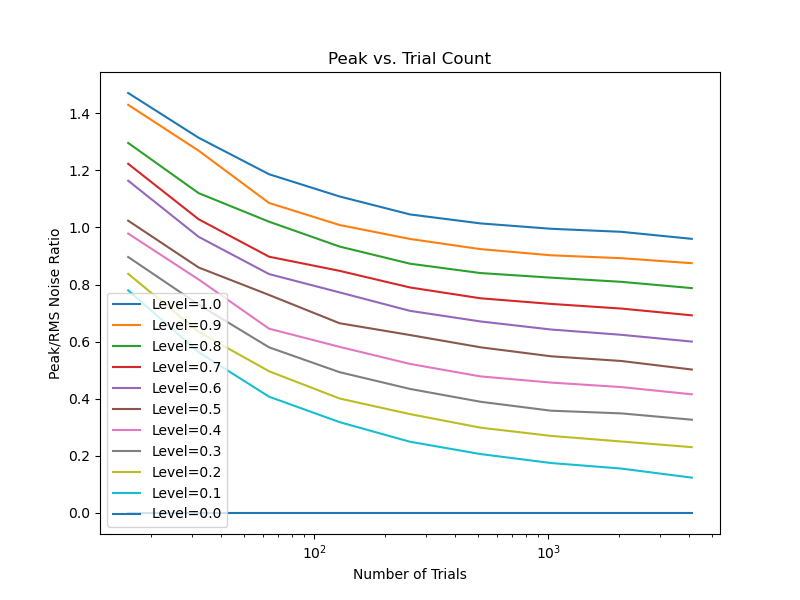 Peak vs. Trial Count
Peak/RMS Noise Ratio
1.4
1.2
1.0
0.8
0.6
0.4
0.2
0.0
Level=1.0
Level=0.9
Level=0.8
Level=0.7
Level=0.6
Level=0.5
Level=0.4
Level=0.3
Level=0.2
Level=0.1
Level=0.0
10² 10³
Number of Trials